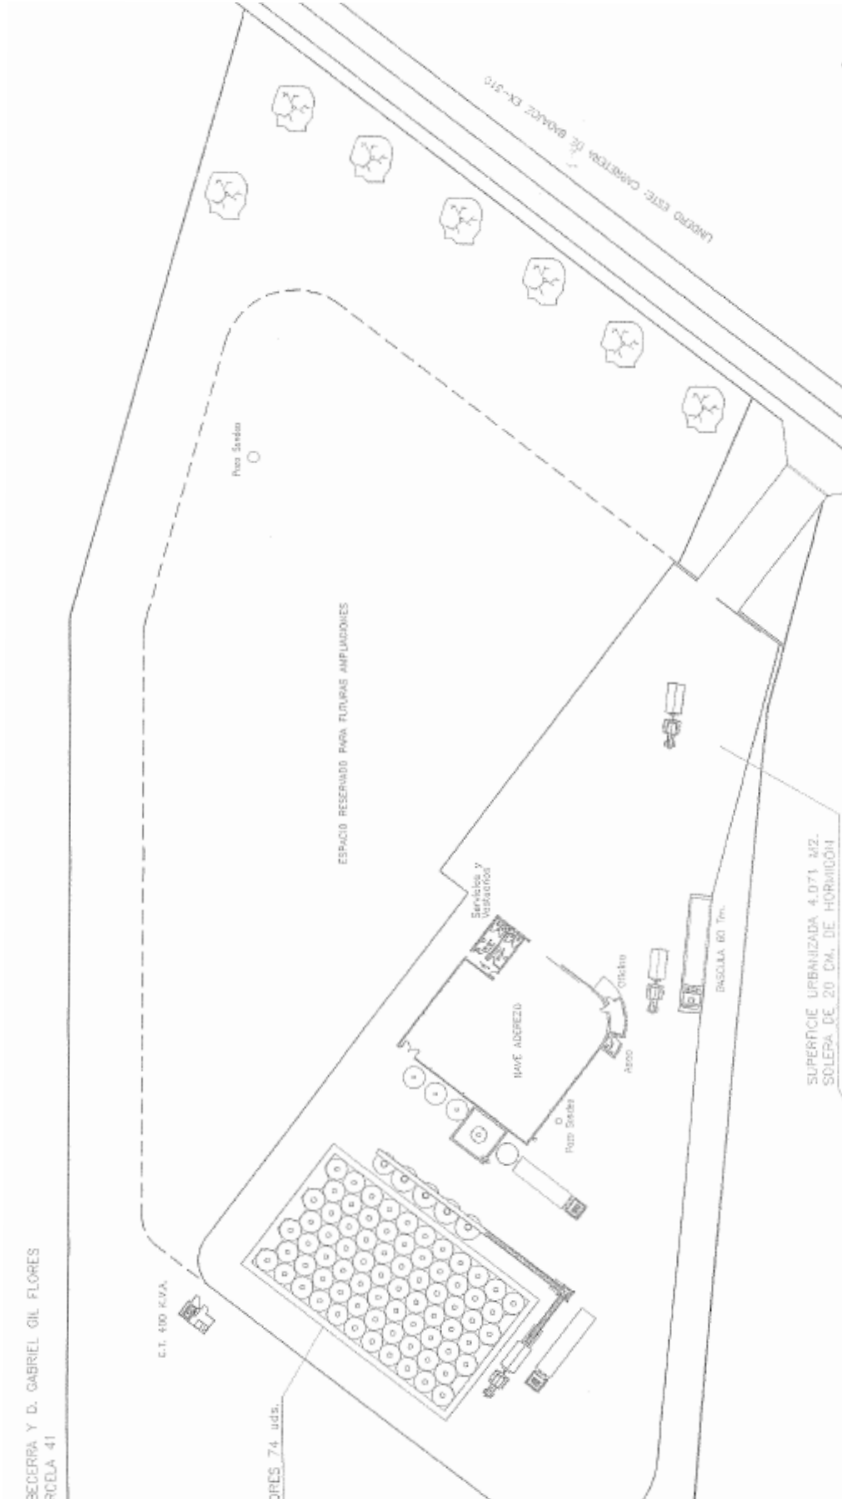 LINDERO ESTE: CARRETERA DE BADAJOZ EX-310
Pozo Sondeo
ESPACIO RESERVADO PARA FUTURAS AMPLIACIONES
Servicios y
Vestuarios
NAVE ADEREZO
Oficina
Aseo
Pozo Sondeo
BASCULA 60 Tm.
SUPERFICIE URBANIZADA 4.071 M2.
SOLERA DE 20 CM. DE HORMIGÓN
C.T. 400 K.V.A.
ORES 74 uds.
BECERRA Y D. GABRIEL GIL FLORES
RCELA 41